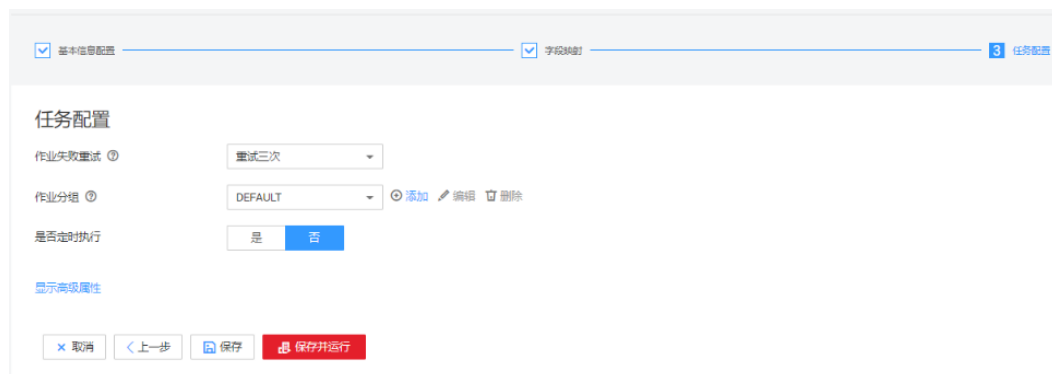 基本信息配置 字段映射 3 任务配置
任务配置
作业失败重试 ? 重试三次
作业分组 ? DEFAULT 添加 编辑 删除
是否定时执行 是 否
显示高级属性
取消 上一步 保存 保存并运行